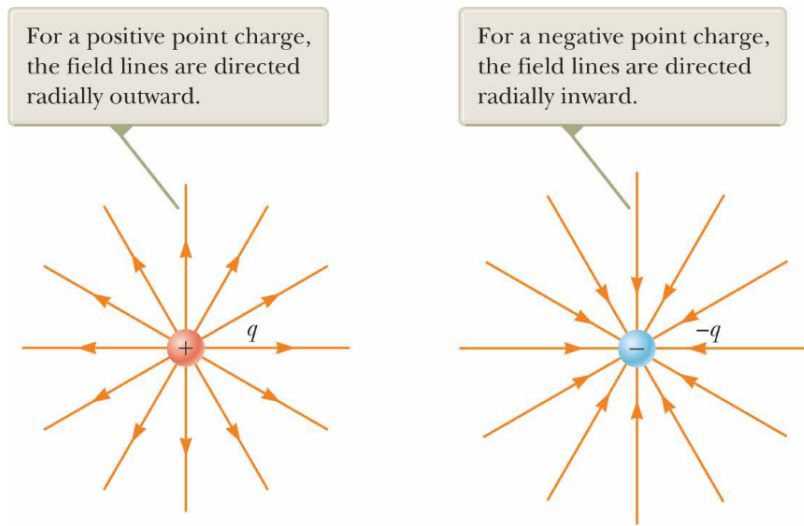 For a positive point charge,
the field lines are directed
radially outward.
For a negative point charge,
the field lines are directed
radially inward.
+
q
−
−q